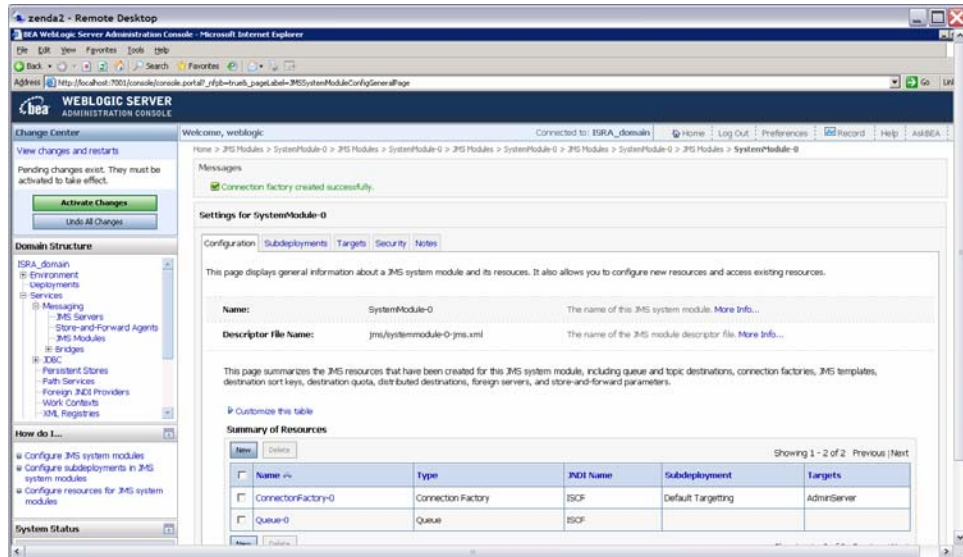 zenda2 - Remote Desktop
BEA WebLogic Server Administration Console - Microsoft Internet Explorer
File Edit View Favorites Tools Help
Back Search Favorites
Address http://localhost:7001/console/console.portal?_nfpb=true&_pageLabel=JMSSystemModuleConfigGeneralPage Go
bea WEBLOGIC SERVER
ADMINISTRATION CONSOLE
Change Center
View changes and restarts
Pending changes exist. They must be
activated to take effect.
Activate Changes
Undo All Changes
Domain Structure
ISRA_domain
Environment
Deployments
Services
Messaging
JMS Servers
Store-and-Forward Agents
JMS Modules
Bridges
JDBC
Persistent Stores
Path Services
Foreign JNDI Providers
Work Contexts
XML Registries
How do I...
Configure JMS system modules
Configure subdeployments in JMS
system modules
Configure resources for JMS system
modules
System Status
Welcome, weblogic Connected to: ISRA_domain Home Log Out Preferences Record Help AskBEA
Home > JMS Modules > SystemModule-0 > JMS Modules > SystemModule-0 > JMS Modules > SystemModule-0 > JMS Modules > SystemModule-0 > JMS Modules > SystemModule-0
Messages
Connection factory created successfully.
Settings for SystemModule-0
Configuration Subdeployments Targets Security Notes
This page displays general information about a JMS system module and its resouces. It also allows you to configure new resources and access existing resources.
Name: SystemModule-0 The name of this JMS system module. More Info...
Descriptor File Name: jms/systemmodule-0-jms.xml The name of the JMS module descriptor file. More Info...
This page summarizes the JMS resources that have been created for this JMS system module, including queue and topic destinations, connection factories, JMS templates,
destination sort keys, destination quota, distributed destinations, foreign servers, and store-and-forward parameters.
Customize this table
Summary of Resources
New Delete Showing 1 - 2 of 2 Previous | Next
Name Type JNDI Name Subdeployment Targets
ConnectionFactory-0 Connection Factory ISCF Default Targetting AdminServer
Queue-0 Queue ISCF
New Delete